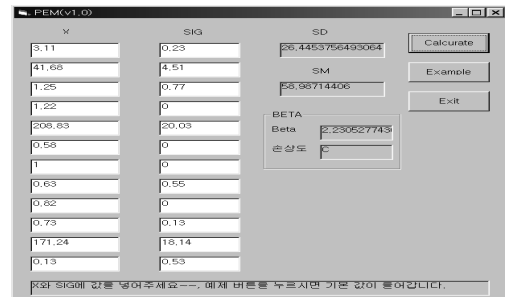 PEM(v1.0)
X SIG SD
3.11 0.23 26.4453756493064 Calcurate
41.68 4.51 SM Example
1.25 0.77 58.98714406
1.22 0 Exit
BETA
208.83 20.03 Beta 2.230527743
0.58 0 손상도 C
1 0
0.63 0.55
0.82 0
0.73 0.13
171.24 18.14
0.13 0.53
X와 SIG에 값을 넣어주세요--, 예제 버튼을 누르시면 기본 값이 들어갑니다.